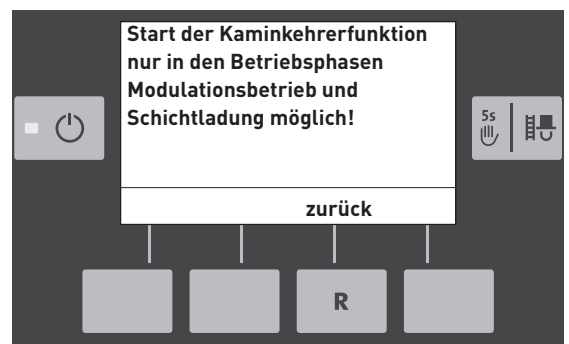 Start der Kaminkehrerfunktion
nur in den Betriebsphasen
Modulationsbetrieb und
Schichtladung möglich!
5s
zurück
R